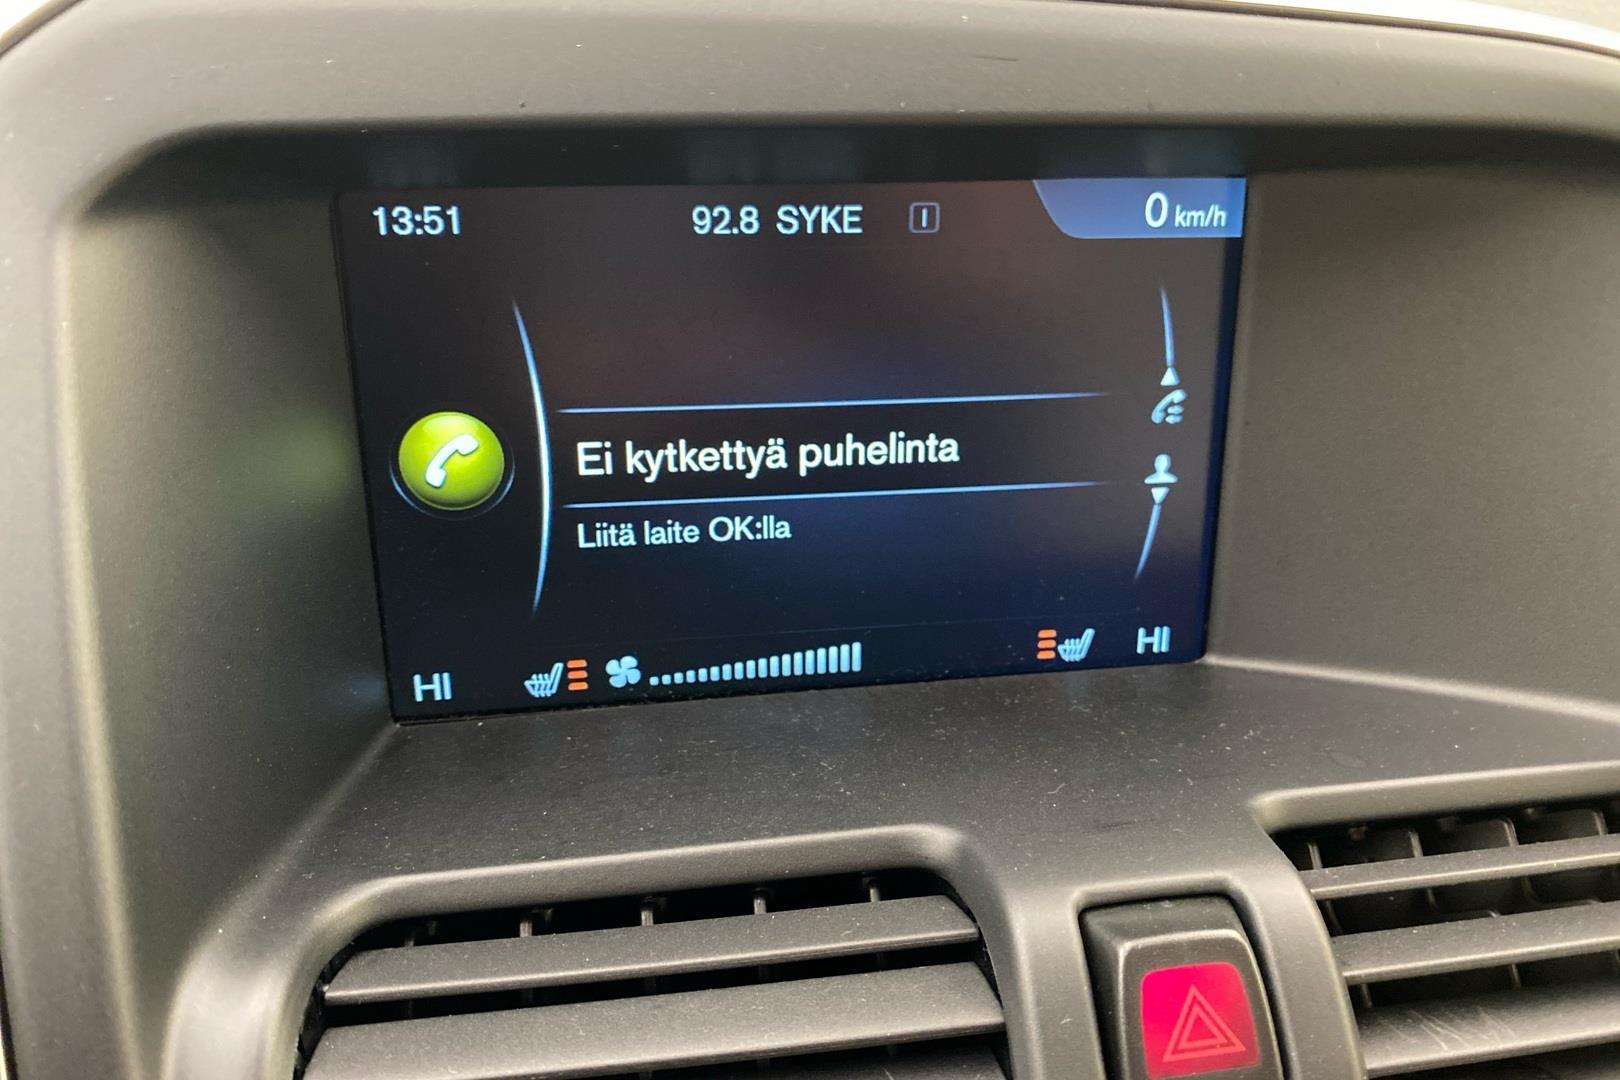 13:51 92.8 SYKE I 0 km/h
Ei kytkettyä puhelinta
Liitä laite OK:lla
HI HI